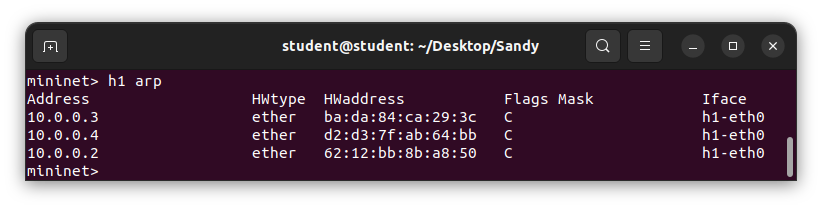 student@student: ~/Desktop/Sandy
mininet> h1 arp
Address                  HWtype  HWaddress           Flags Mask            Iface
10.0.0.3                 ether   ba:da:84:ca:29:3c   C                     h1-eth0
10.0.0.4                 ether   d2:d3:7f:ab:64:bb   C                     h1-eth0
10.0.0.2                 ether   62:12:bb:8b:a8:50   C                     h1-eth0
mininet>